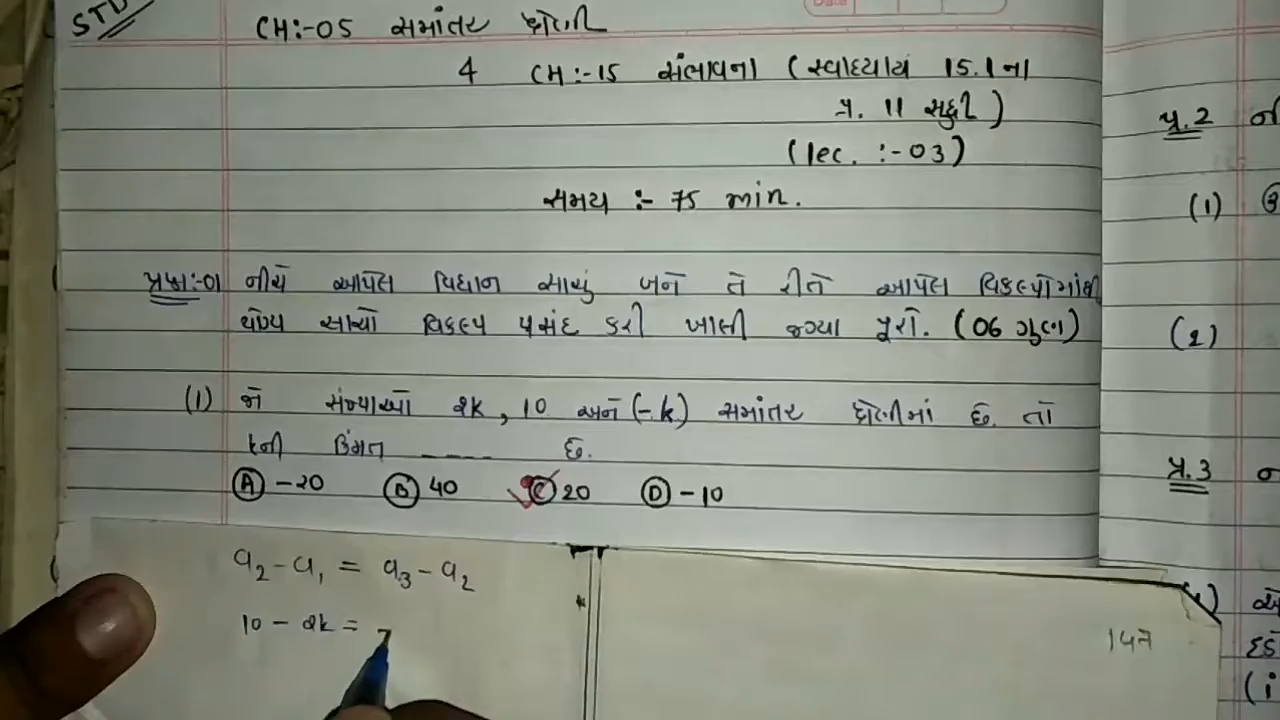 STD
CH:-05 સમાંતર શ્રેણી
4 CH:-15 સંભાવના (સ્વાધ્યાય 15.1ના
પ્ર. 11 સુધી)
(lec. :-03)
સમય :- 75 min.
પ્રશ્ન:-01 નીચે આપેલ વિધાન સાચું બને તે રીતે આપેલ વિકલ્પોમાંથી
યોગ્ય સાચો વિકલ્પ પસંદ કરી ખાલી જગ્યા પૂરો. (06 ગુણ)
(1) જો સંખ્યાઓ 2k, 10 અને (-k) સમાંતર શ્રેણીમાં છે. તો
kની કિંમત ---- છે.
Ⓐ -20 Ⓑ 40 Ⓒ 20 Ⓓ -10
a₂ - a₁ = a₃ - a₂
10 - 2k =
147
પ્ર.2
(1)
(2)
પ્ર.3
(i